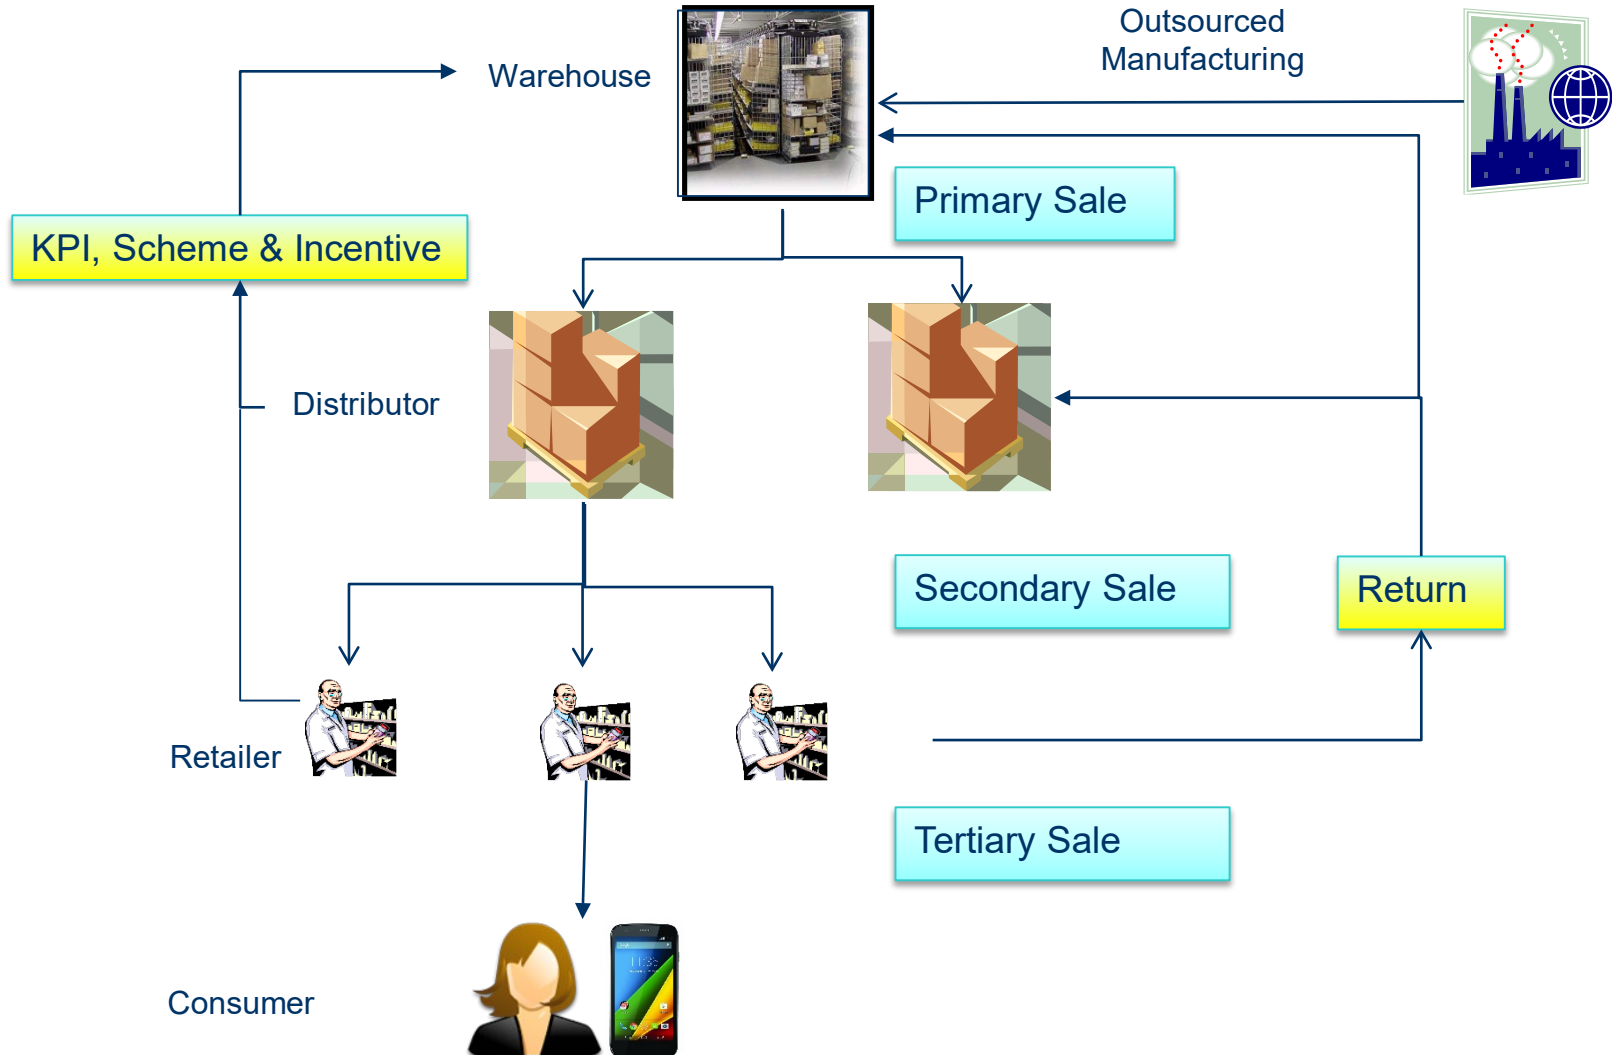 Outsourced
Manufacturing
Warehouse
Primary Sale
KPI, Scheme & Incentive
Distributor
Secondary Sale
Return
Retailer
Tertiary Sale
Consumer